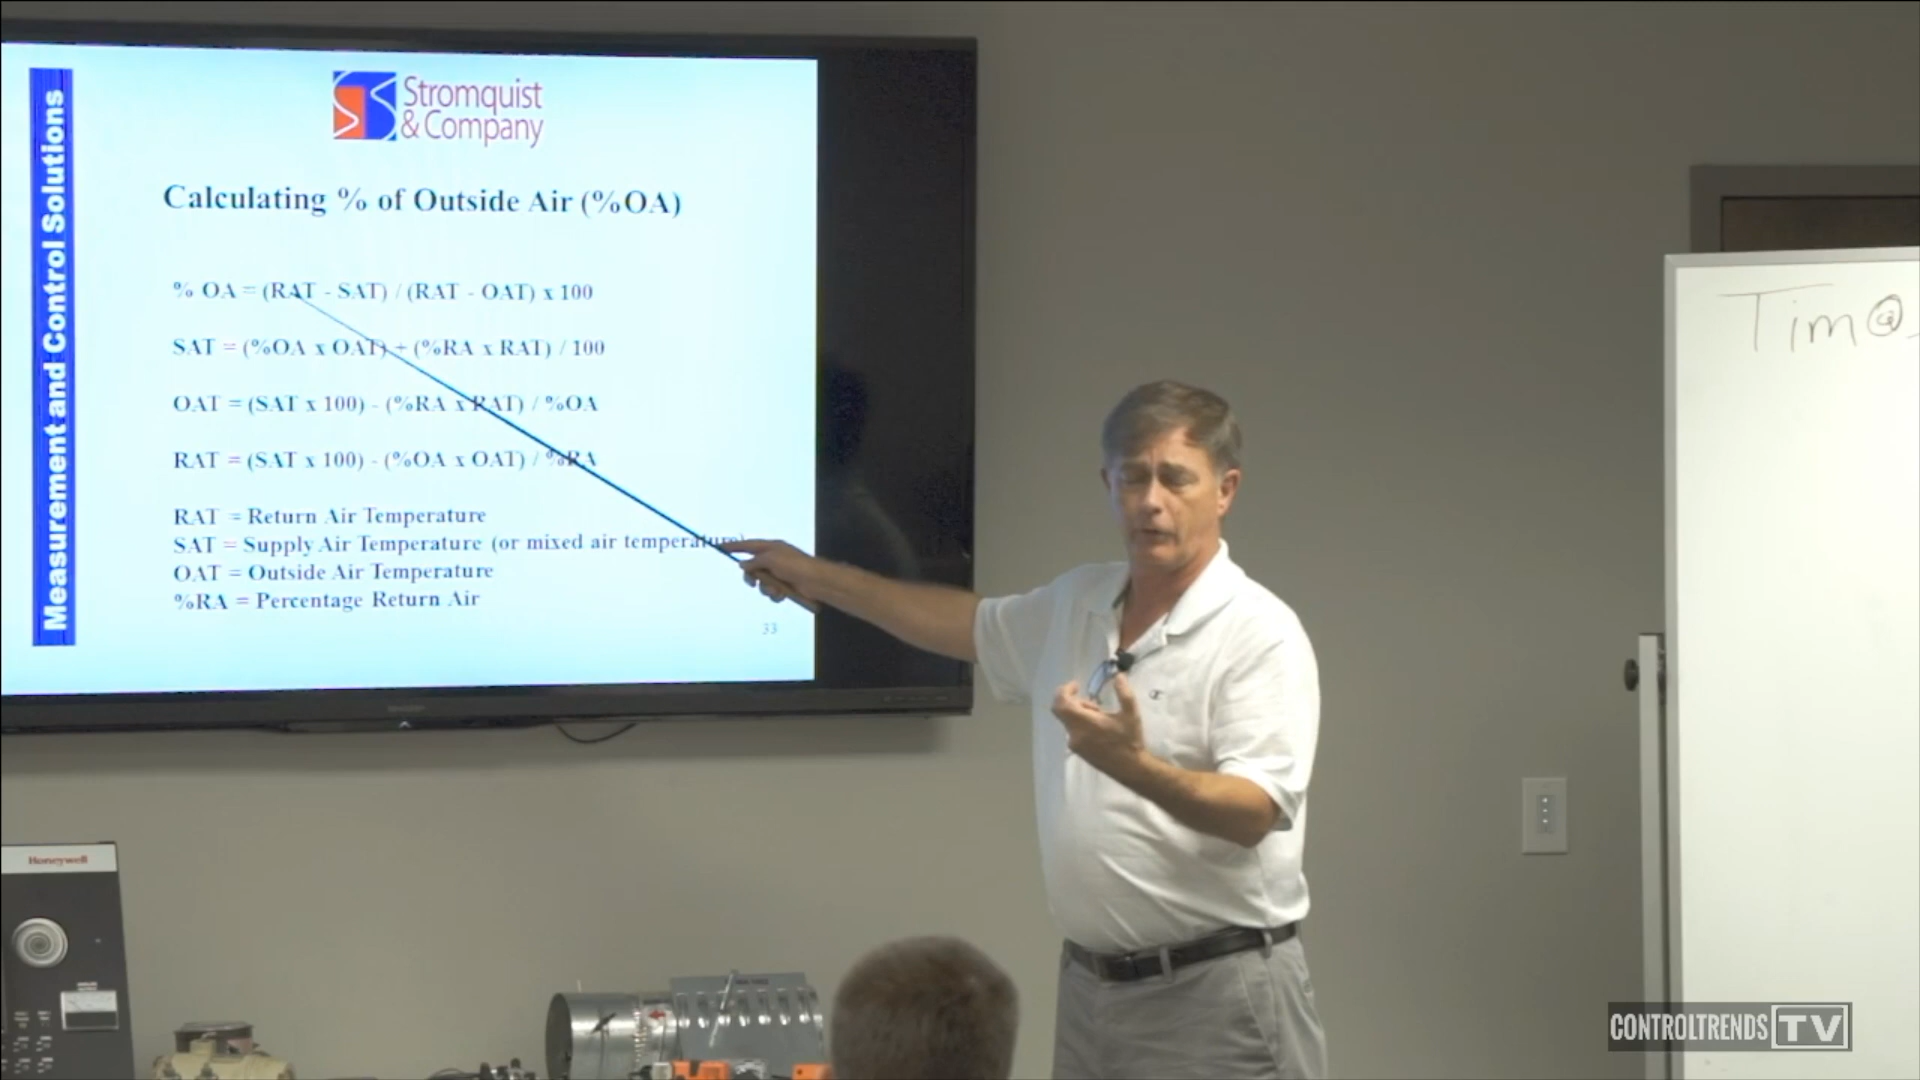 Measurement and Control Solutions
Stromquist
& Company
Calculating % of Outside Air (%OA)
% OA = (RAT - SAT) / (RAT - OAT) x 100
SAT = (%OA x OAT) + (%RA x RAT) / 100
OAT = (SAT x 100) - (%RA x RAT) / %OA
RAT = (SAT x 100) - (%OA x OAT) / %RA
RAT = Return Air Temperature
SAT = Supply Air Temperature (or mixed air temperature)
OAT = Outside Air Temperature
%RA = Percentage Return Air
33
Tim@
Honeywell
CONTROLTRENDS TV